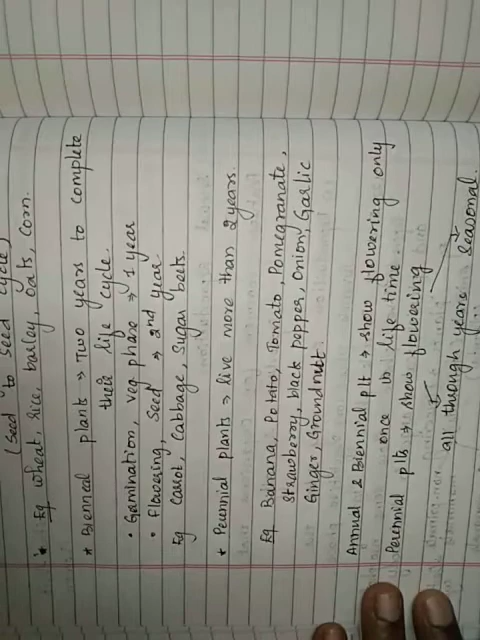 (seed to seed cycle)
* Eg wheat, rice, barley, oats, corn.
* Bienneal plants → Two years to complete
their life cycle.
• Germination, veg phase → 1 year
• Flowering, seed → 2nd year
Eg Carrot, Cabbage, Sugar beets.
* Perennial plants → live more than 2 years.
Eg. Banana, Potato, Tomato, Pomegranate,
strawberry, black pepper, onion, Garlic
Ginger, Groundnut.
Annual & Biennial plt → show flowering only
once in life time.
Perennial plts → show flowering
all through years seasonal.